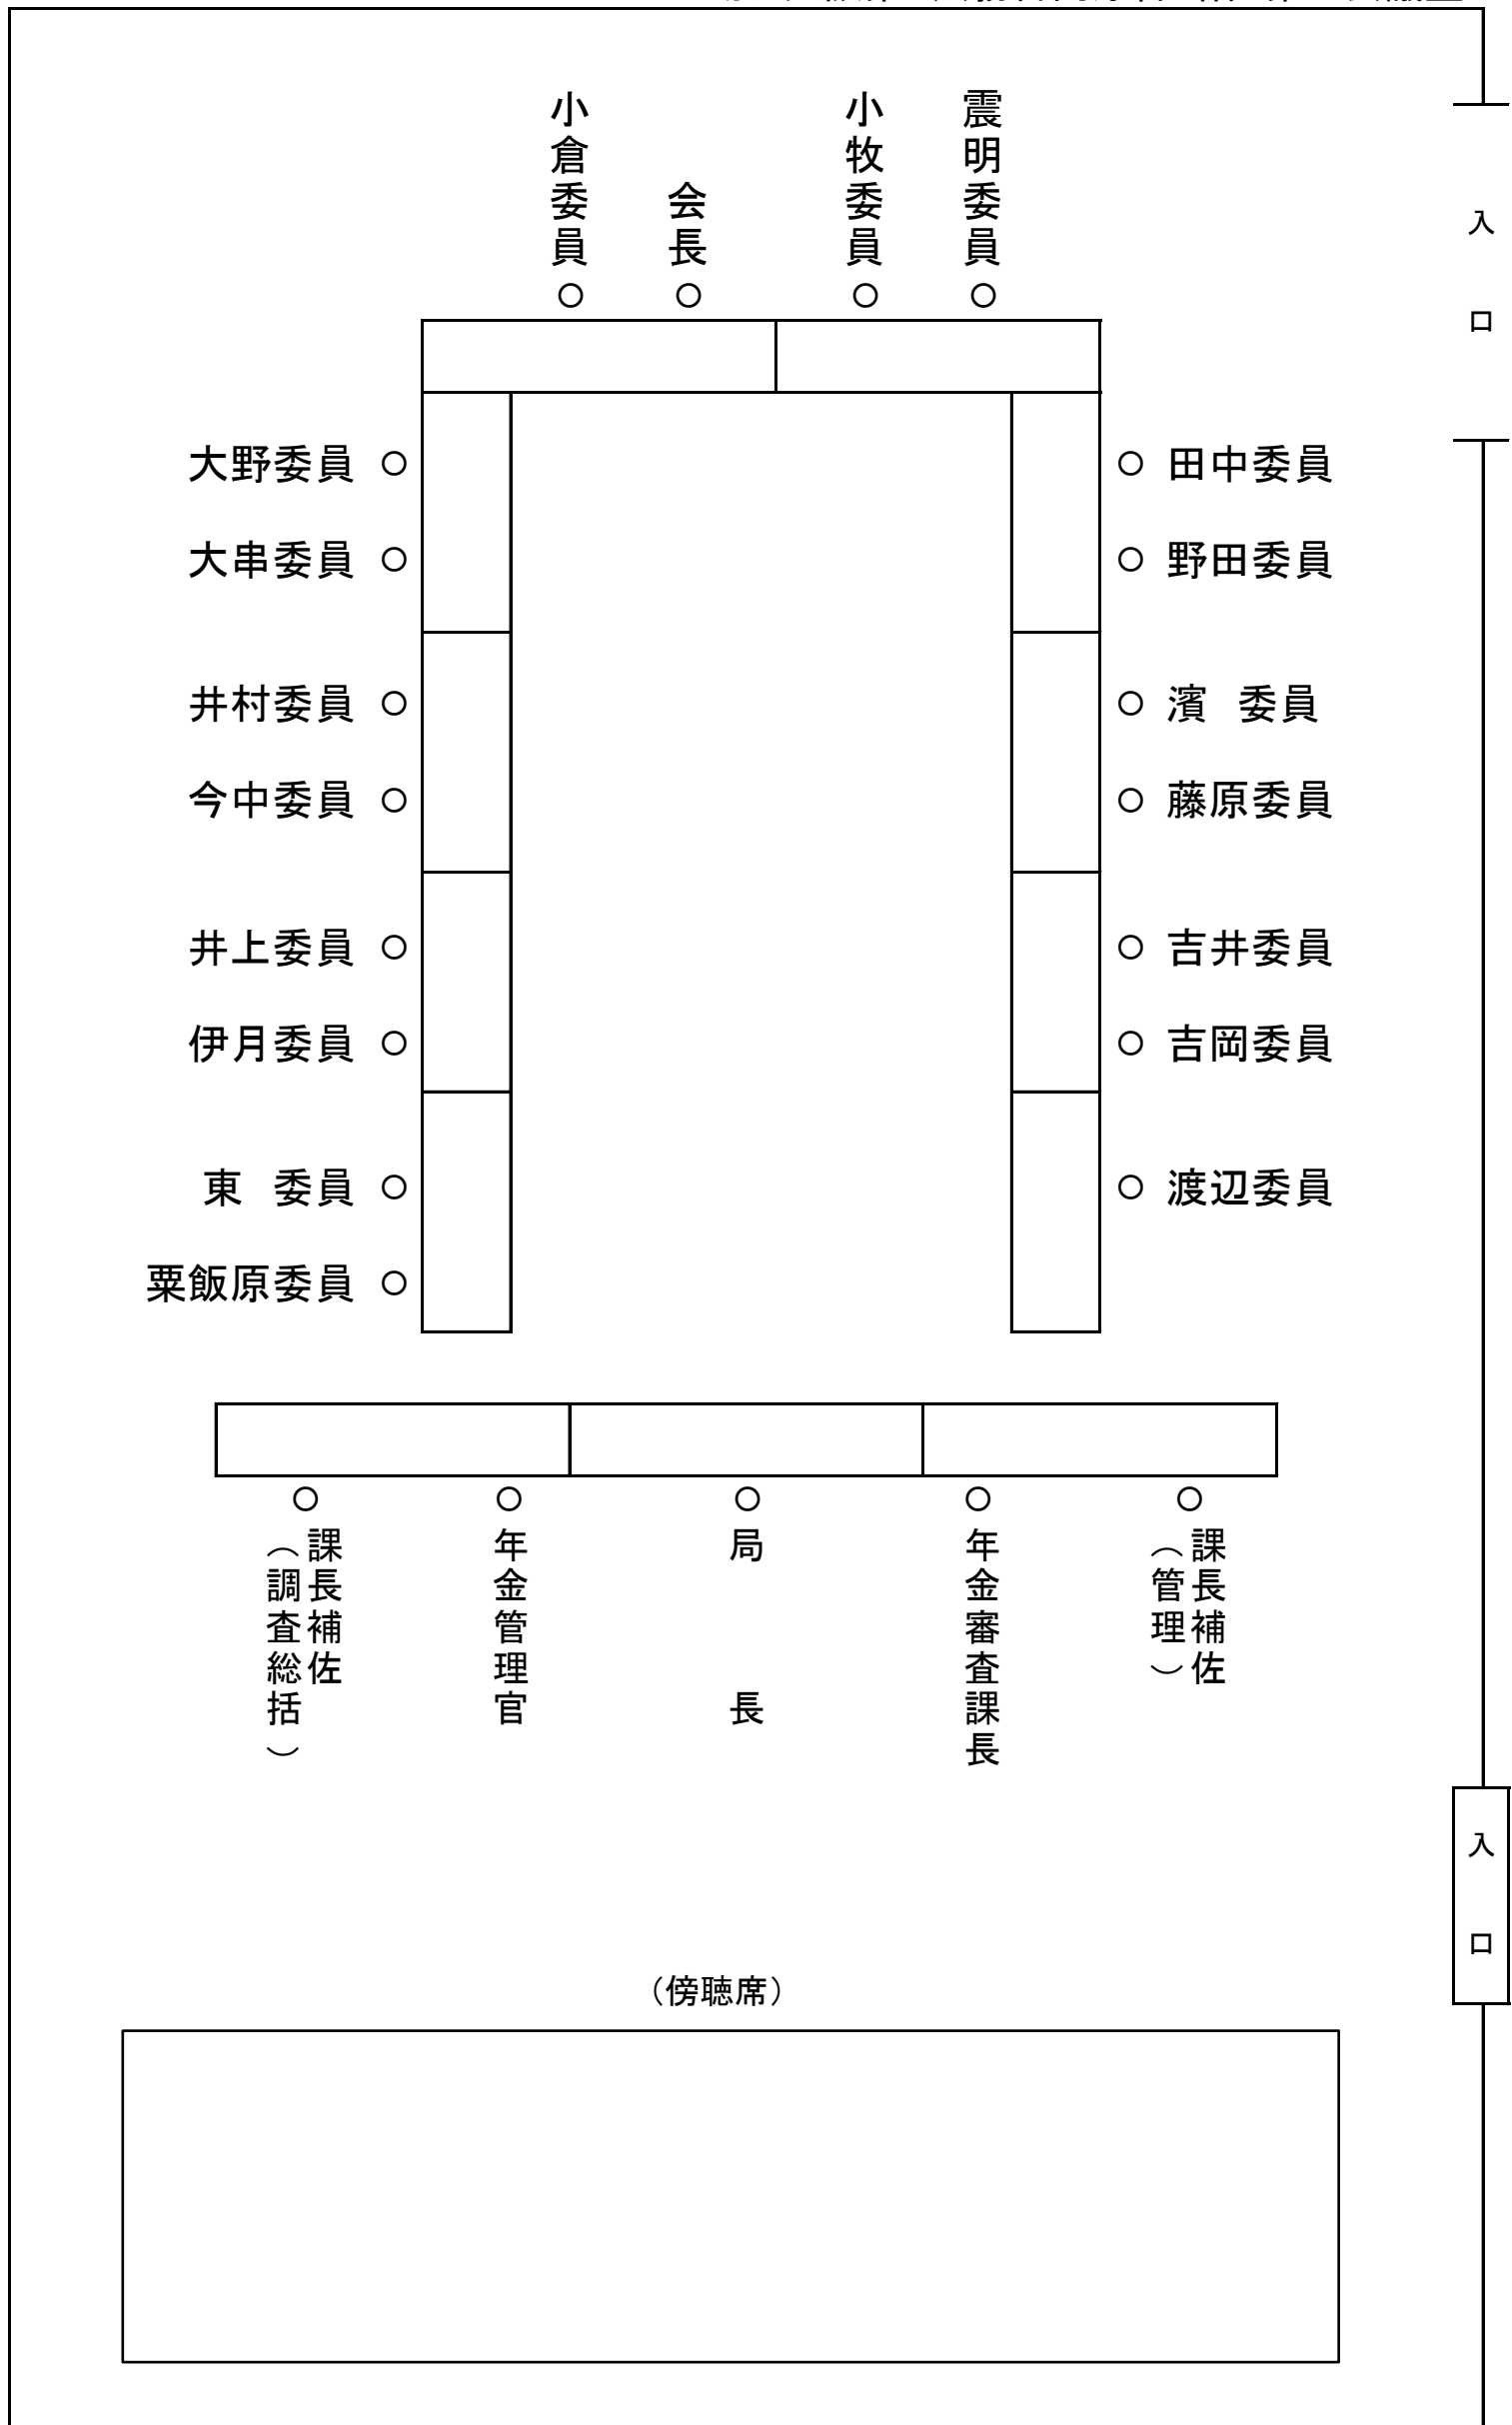 小倉委員
会長
小牧委員
震明委員
入口
大野委員
田中委員
大串委員
野田委員
井村委員
濱 委員
今中委員
藤原委員
井上委員
吉井委員
伊月委員
吉岡委員
東 委員
渡辺委員
粟飯原委員
課長補佐
（調査総括）
年金管理官
局長
年金審査課長
課長補佐
（管理）
入口
（傍聴席）